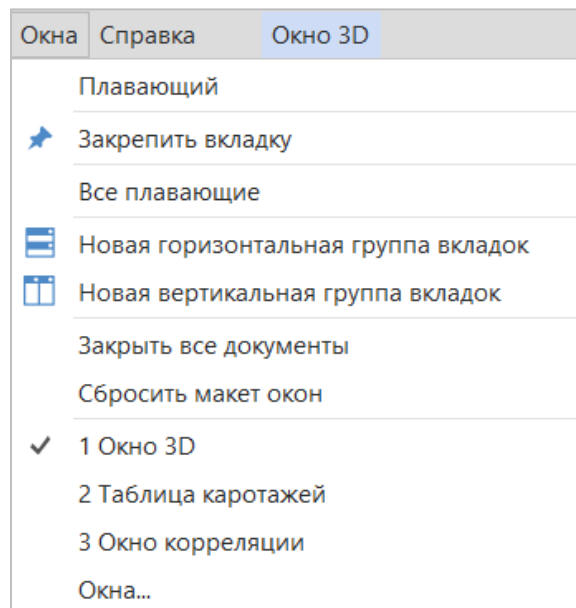 Окна Справка Окно 3D
Плавающий
Закрепить вкладку
Все плавающие
Новая горизонтальная группа вкладок
Новая вертикальная группа вкладок
Закрыть все документы
Сбросить макет окон
1 Окно 3D
2 Таблица каротажей
3 Окно корреляции
Окна...